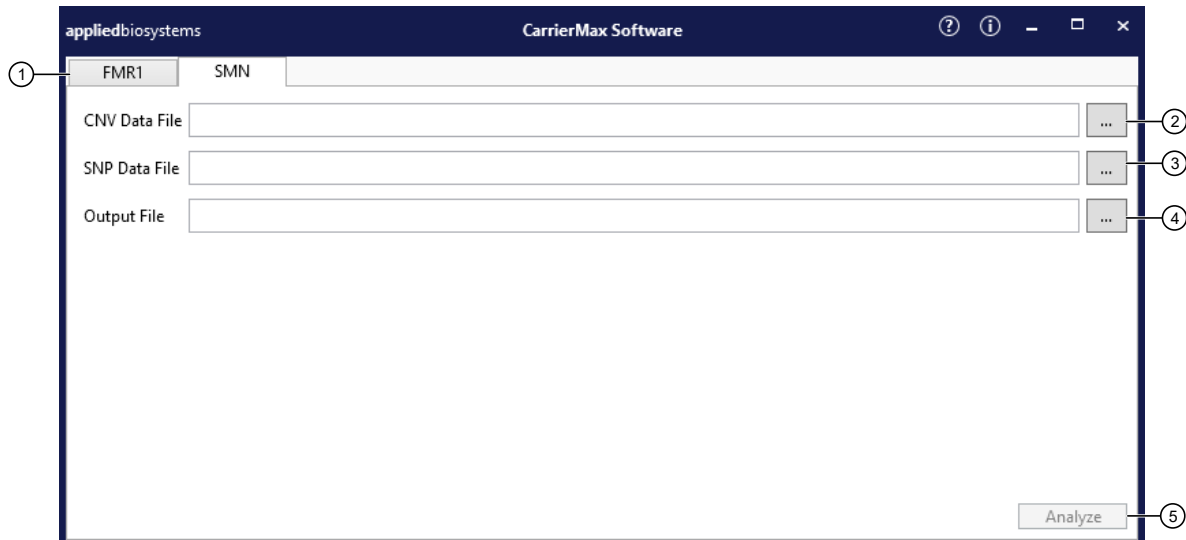 appliedbiosystems CarrierMax Software ? i
1 FMR1 SMN
CNV Data File ... 2
SNP Data File ... 3
Output File ... 4
Analyze 5